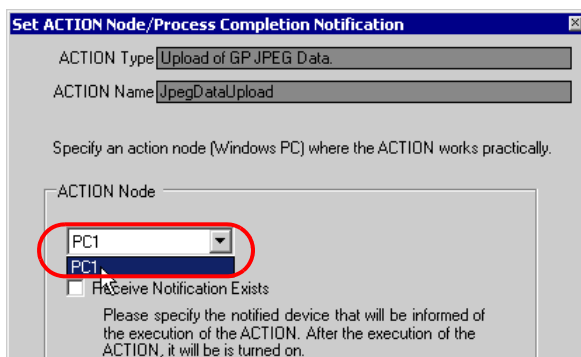 Set ACTION Node/Process Completion Notification
ACTION Type Upload of GP JPEG Data.
ACTION Name JpegDataUpload
Specify an action node (Windows PC) where the ACTION works practically.
ACTION Node
PC1
PC1
Receive Notification Exists
Please specify the notified device that will be informed of
the execution of the ACTION. After the execution of the
ACTION, it will be is turned on.